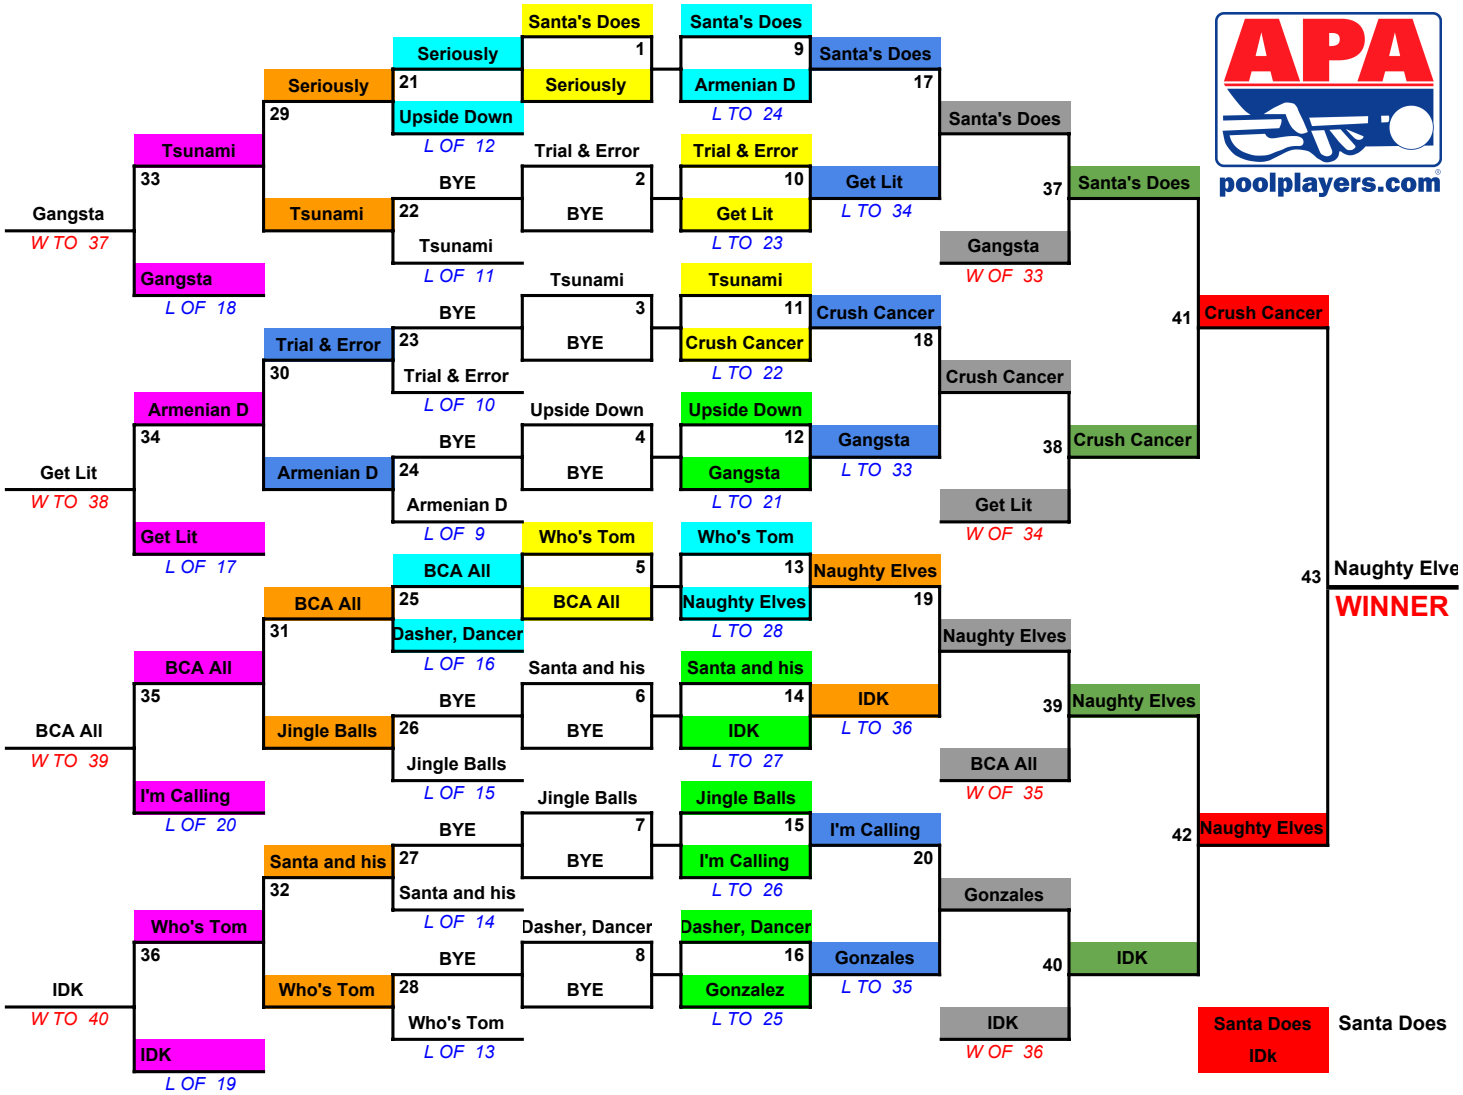 Santa's Does
Santa's Does
Seriously
1
9
Santa's Does
APA
Seriously
21
Seriously
Armenian D
17
29
Upside Down
L TO 24
Santa's Does
L OF 12
Tsunami
Trial & Error
Trial & Error
33
BYE
2
10
Get Lit
37
Santa's Does
poolplayers.com
Gangsta
Tsunami
22
BYE
Get Lit
L TO 34
W TO 37
Tsunami
L TO 23
Gangsta
Gangsta
L OF 11
Tsunami
Tsunami
W OF 33
L OF 18
BYE
3
11
Crush Cancer
41
Crush Cancer
Trial & Error
23
BYE
Crush Cancer
18
30
Trial & Error
L TO 22
Crush Cancer
L OF 10
Armenian D
Upside Down
Upside Down
34
BYE
4
12
Gangsta
38
Crush Cancer
Get Lit
Armenian D
24
BYE
Gangsta
L TO 33
W TO 38
Armenian D
L TO 21
Get Lit
Get Lit
L OF 9
Who's Tom
Who's Tom
W OF 34
L OF 17
BCA All
5
13
Naughty Elves
43
Naughty Elve
BCA All
25
BCA All
Naughty Elves
19
WINNER
31
Dasher, Dancer
L TO 28
Naughty Elves
L OF 16
BCA All
Santa and his
Santa and his
35
BYE
6
14
IDK
39
Naughty Elves
BCA All
Jingle Balls
26
BYE
IDK
L TO 36
W TO 39
Jingle Balls
L TO 27
BCA All
I'm Calling
L OF 15
Jingle Balls
Jingle Balls
W OF 35
L OF 20
BYE
7
15
I'm Calling
42
Naughty Elves
Santa and his
27
BYE
I'm Calling
20
32
Santa and his
L TO 26
Gonzales
L OF 14
Who's Tom
Dasher, Dancer
Dasher, Dancer
36
BYE
8
16
Gonzales
40
IDK
IDK
Who's Tom
28
BYE
Gonzalez
L TO 35
W TO 40
Who's Tom
L TO 25
IDK
Santa Does
Santa Does
IDK
L OF 13
W OF 36
IDk
L OF 19